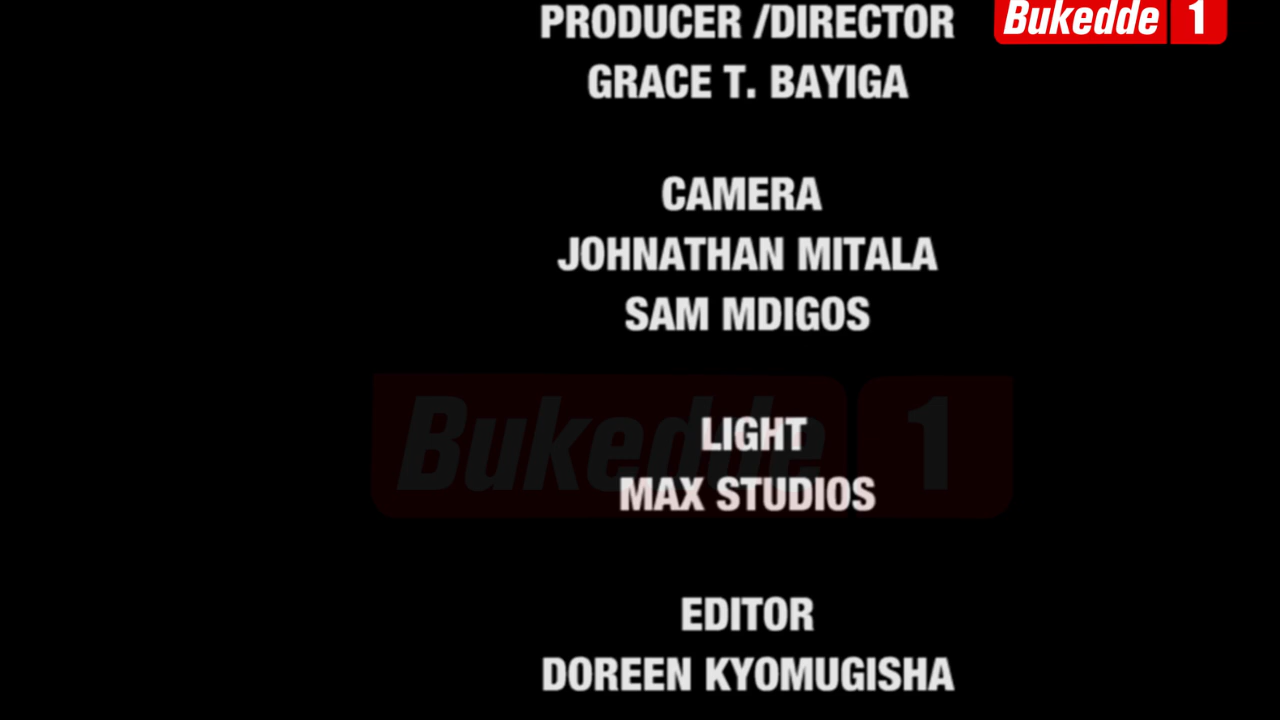 PRODUCER /DIRECTOR
Bukedde 1
GRACE T. BAYIGA
CAMERA
JOHNATHAN MITALA
SAM MDIGOS
Bukedde 1
LIGHT
MAX STUDIOS
EDITOR
DOREEN KYOMUGISHA